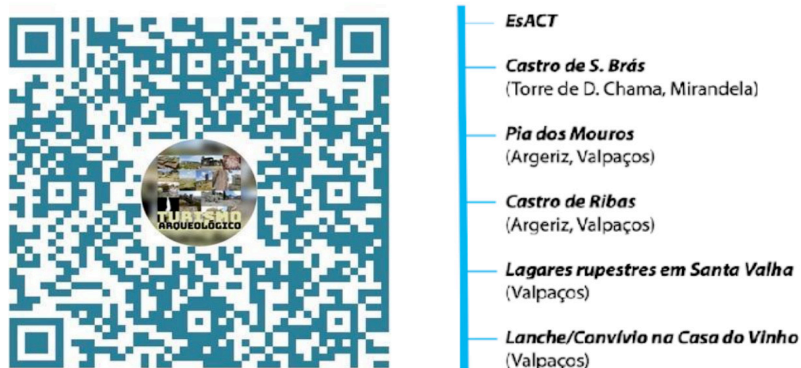 TURISMO
ARQUEOLÓGICO
EsACT
Castro de S. Brás
(Torre de D. Chama, Mirandela)
Pia dos Mouros
(Argeriz, Valpaços)
Castro de Ribas
(Argeriz, Valpaços)
Lagares rupestres em Santa Valha
(Valpaços)
Lanche/Convívio na Casa do Vinho
(Valpaços)